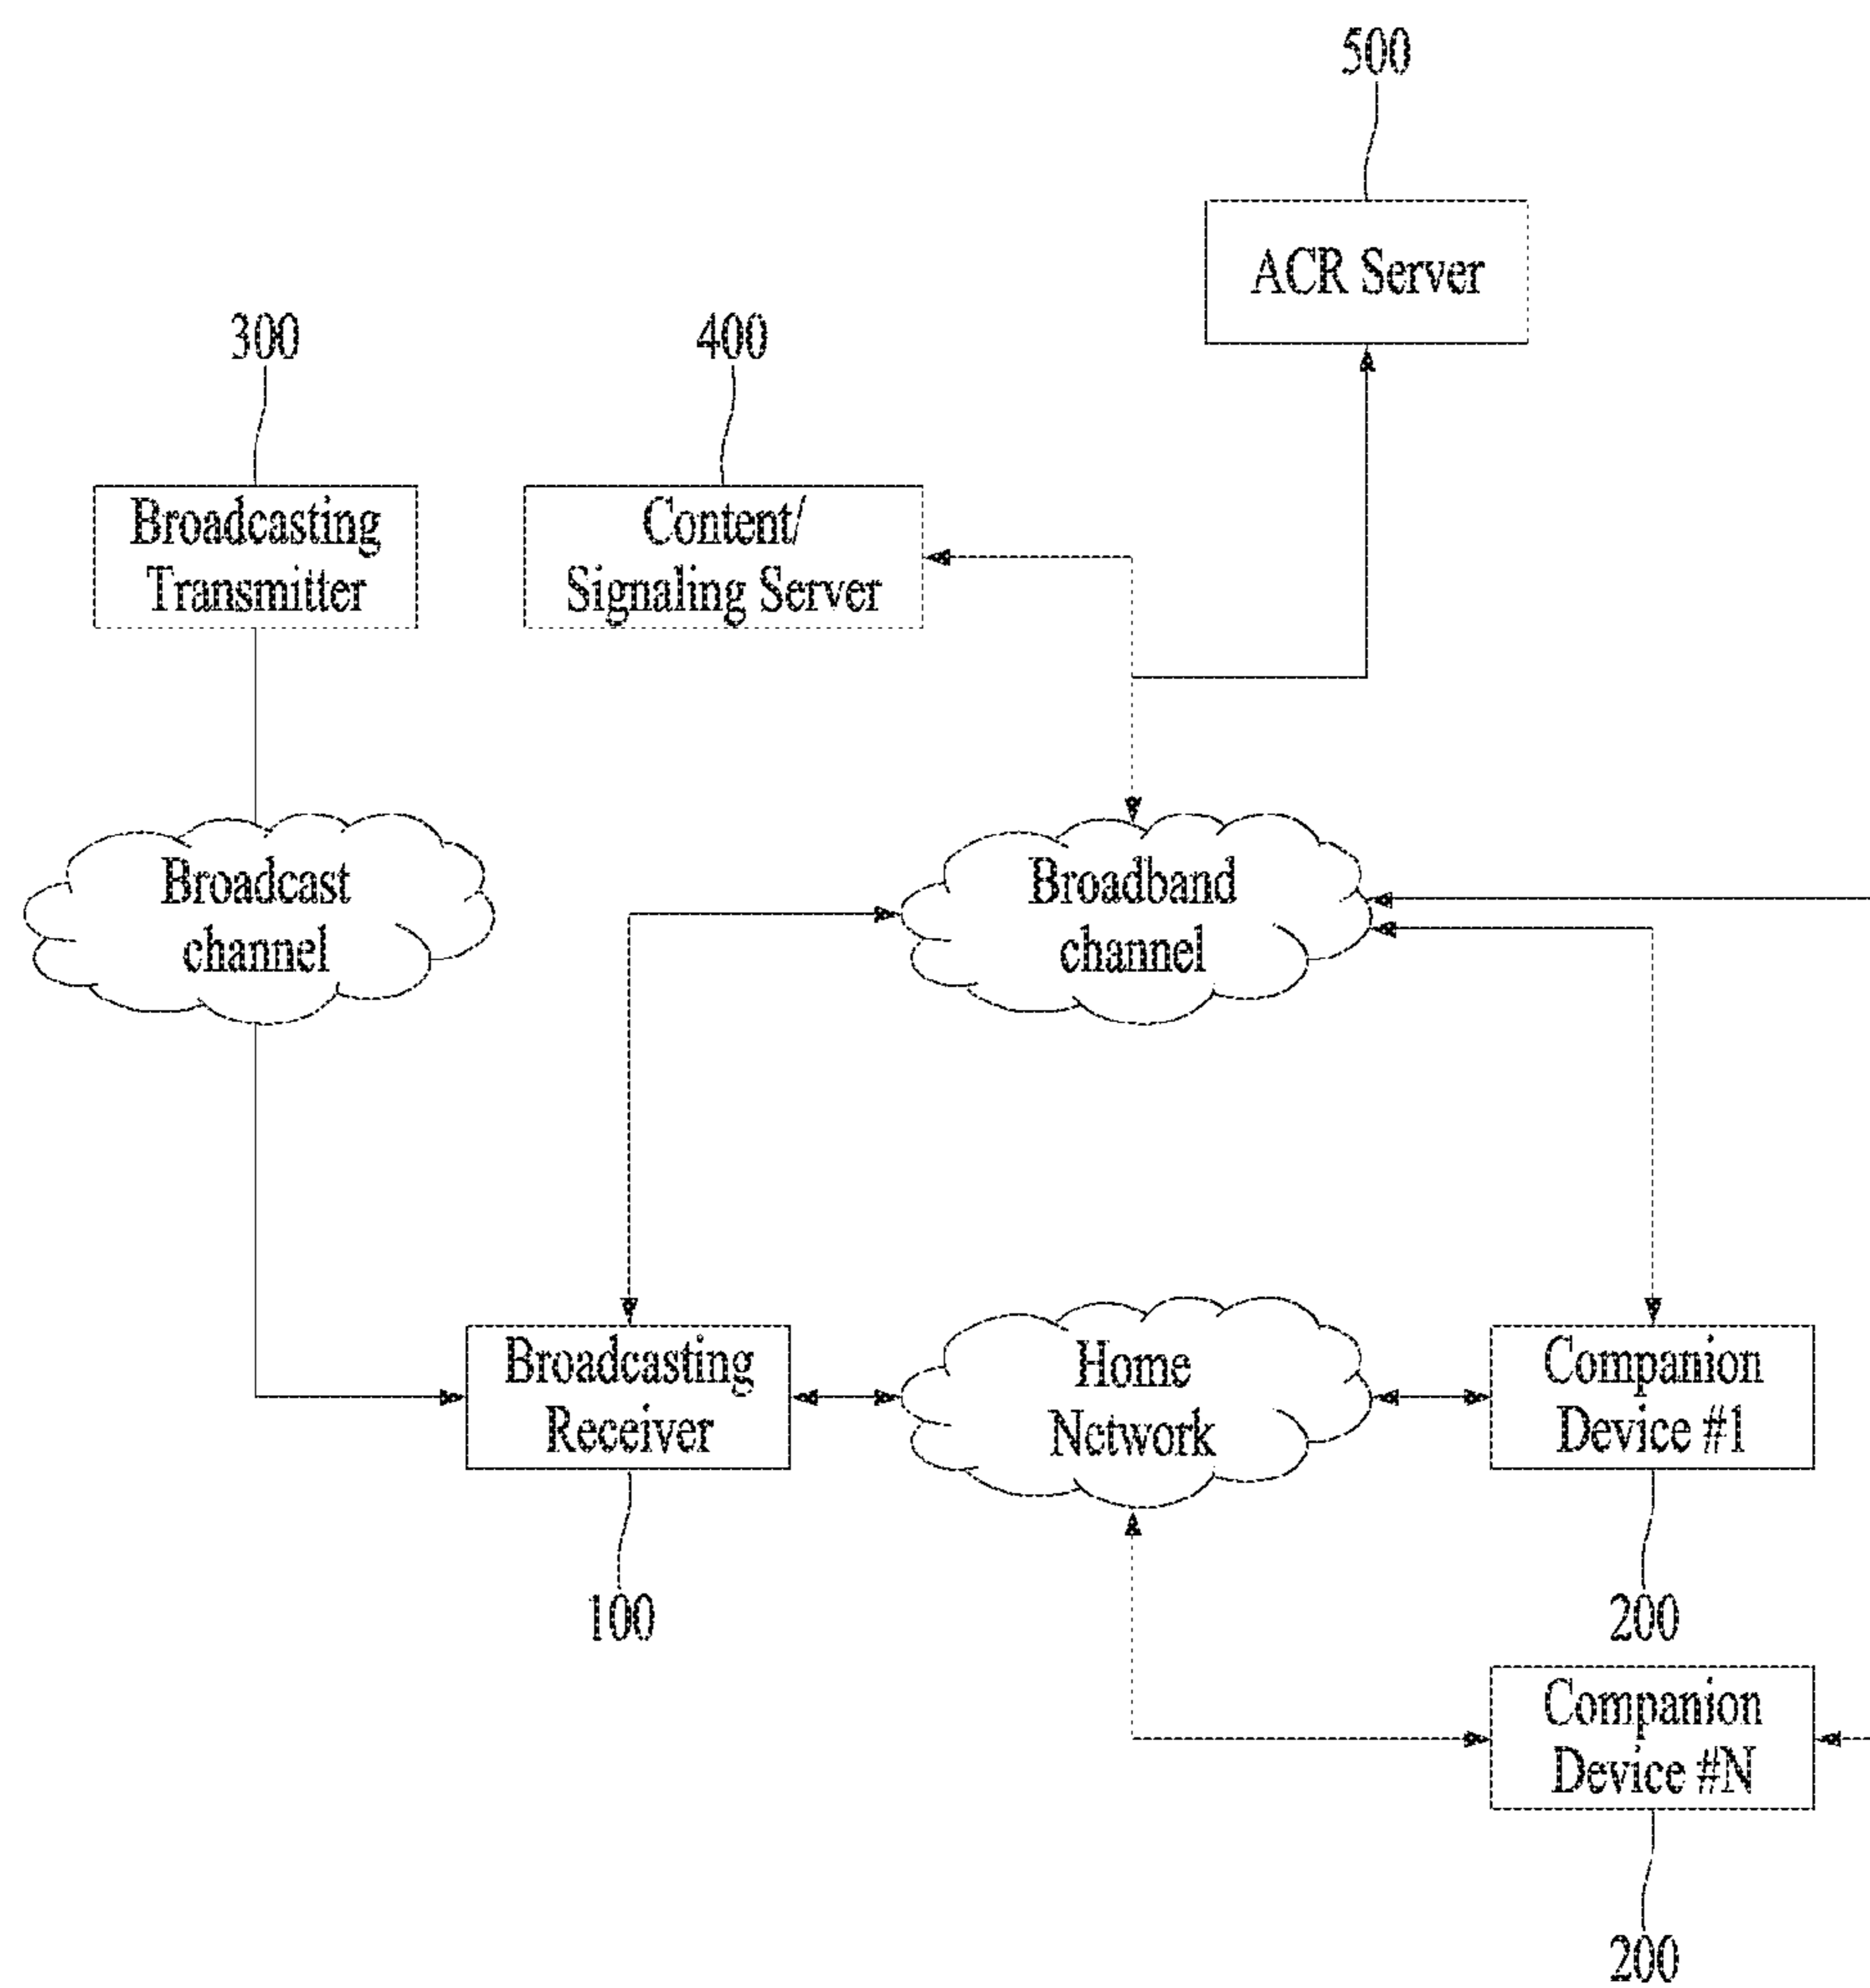 500
ACR Server
300
400
Broadcasting
Transmitter
Content/
Signaling Server
Broadcast
channel
Broadband
channel
Broadcasting
Receiver
Home
Network
Companion
Device #1
100
200
Companion
Device #N
200